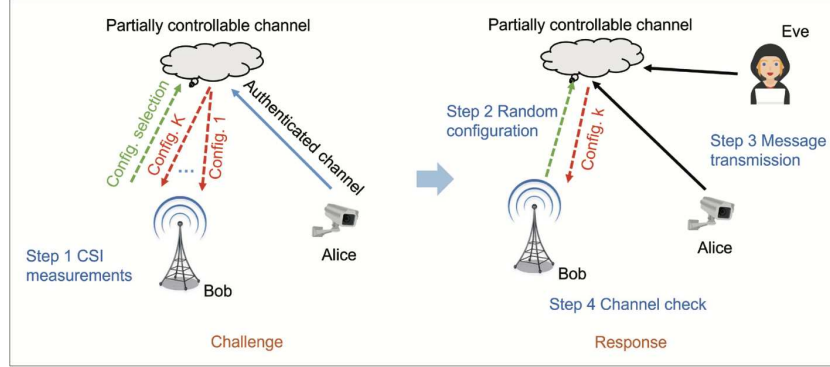 Partially controllable channel
Config. selection
Config. K
Config. 1
...
Authenticated channel
Step 1 CSI
measurements
Bob
Alice
Challenge
Partially controllable channel
Eve
Step 2 Random
configuration
Config. k
Step 3 Message
transmission
Alice
Bob
Step 4 Channel check
Response